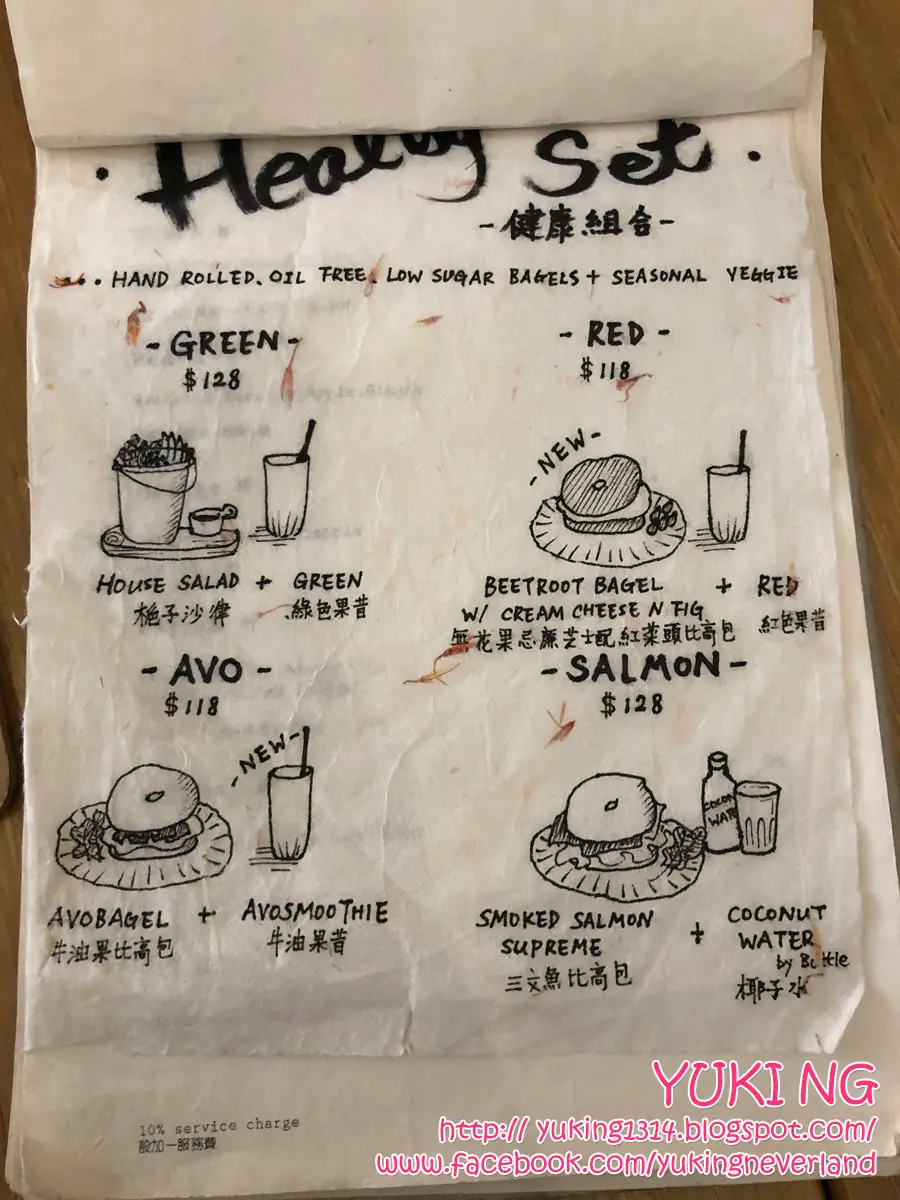 · Healthy Set ·
-健康組合-
· HAND ROLLED、OIL FREE、LOW SUGAR BAGELS + SEASONAL VEGGIE
- GREEN -
$128
HOUSE SALAD + GREEN
梔子沙律 綠色果昔
- RED -
$118
-NEW-
BEETROOT BAGEL + RED
W/ CREAM CHEESE N FIG
無花果忌廉芝士配紅菜頭比高包 紅色果昔
- AVO -
$118
-NEW-
AVOBAGEL + AVOSMOOTHIE
牛油果比高包 牛油果昔
- SALMON -
$128
COCON
WAT
SMOKED SALMON SUPREME + COCONUT WATER
by Bottle
三文魚比高包 椰子水
10% service charge
設加一服務費
YUKI NG
http:// yuking1314.blogspot.com/
www.facebook.com/yukingneverland